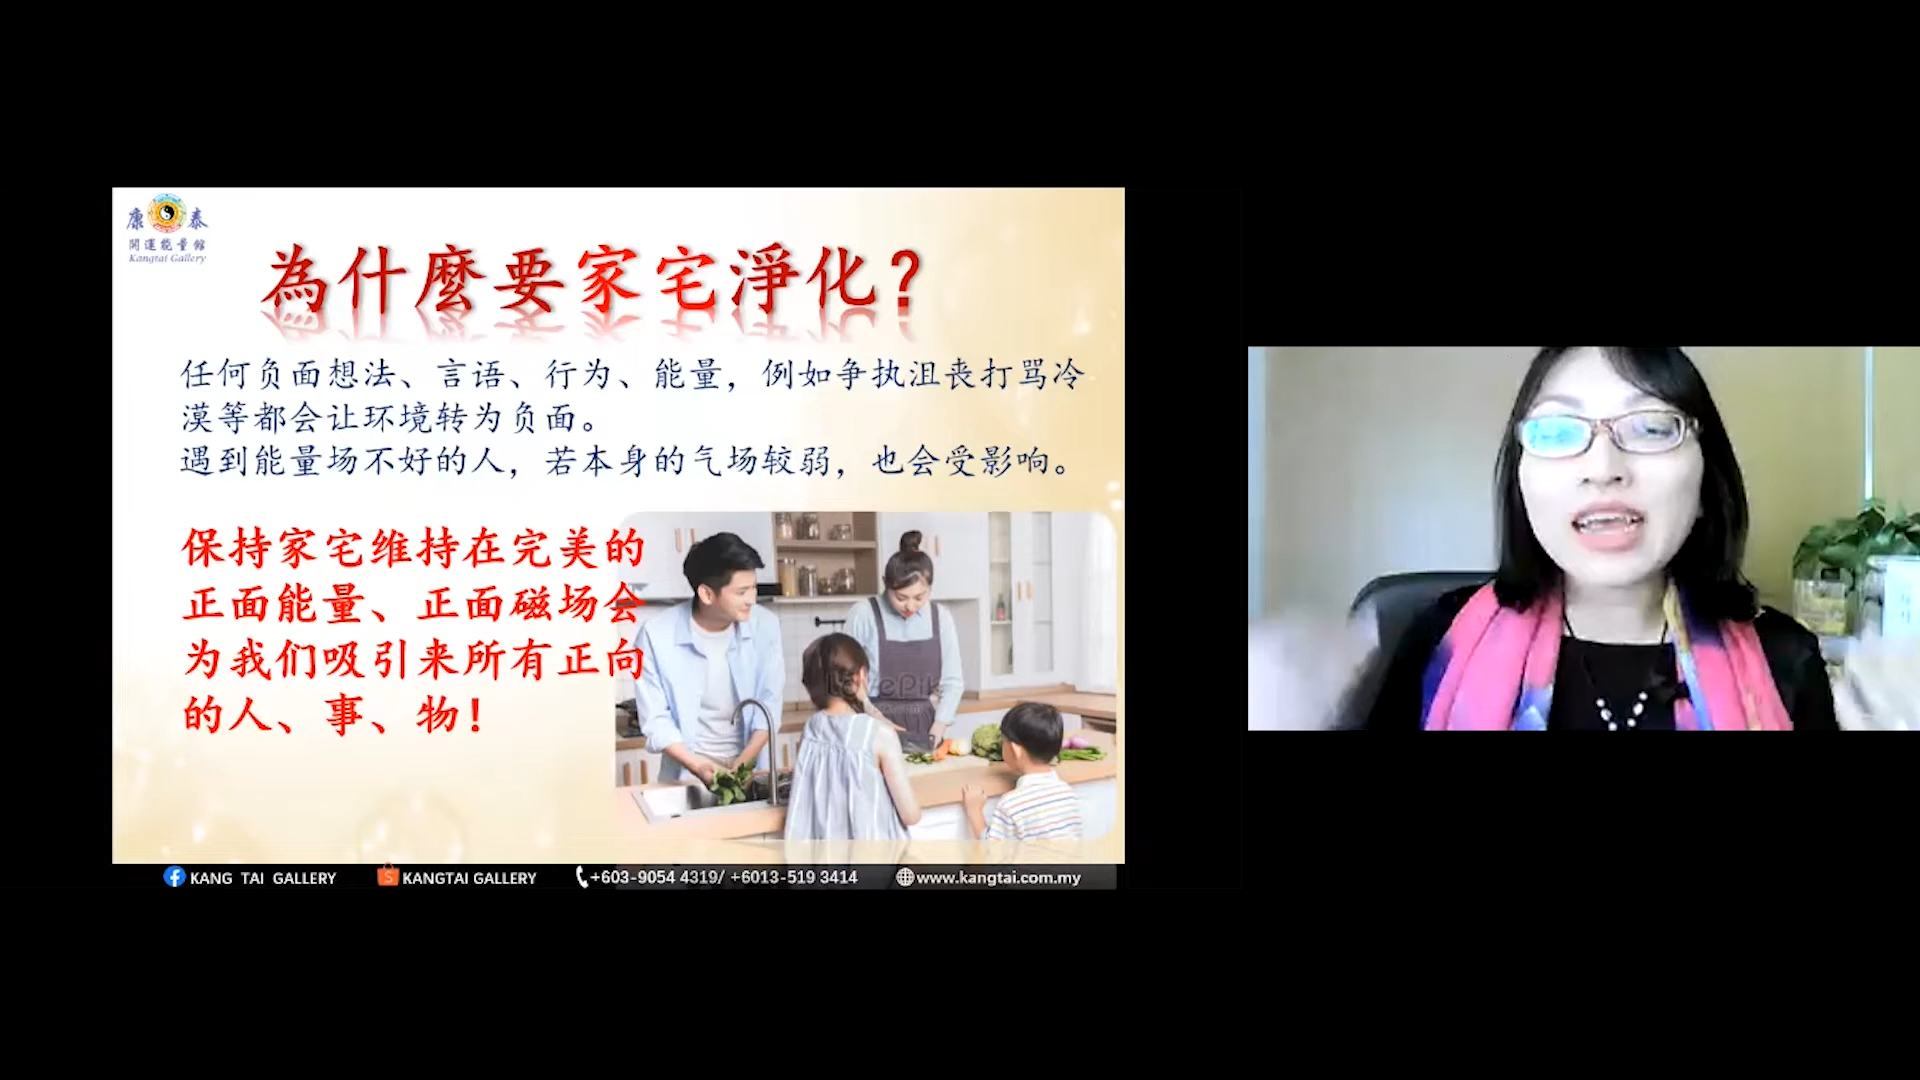 康 泰
開運能量館
Kangtai Gallery
為什麼要家宅淨化？
任何负面想法、言语、行为、能量，例如争执沮丧打骂冷
漠等都会让环境转为负面。
遇到能量场不好的人，若本身的气场较弱，也会受影响。
保持家宅维持在完美的
正面能量、正面磁场会
为我们吸引来所有正向
的人、事、物！
KANG TAI GALLERY KANGTAI GALLERY +603-9054 4319/ +6013-519 3414 www.kangtai.com.my